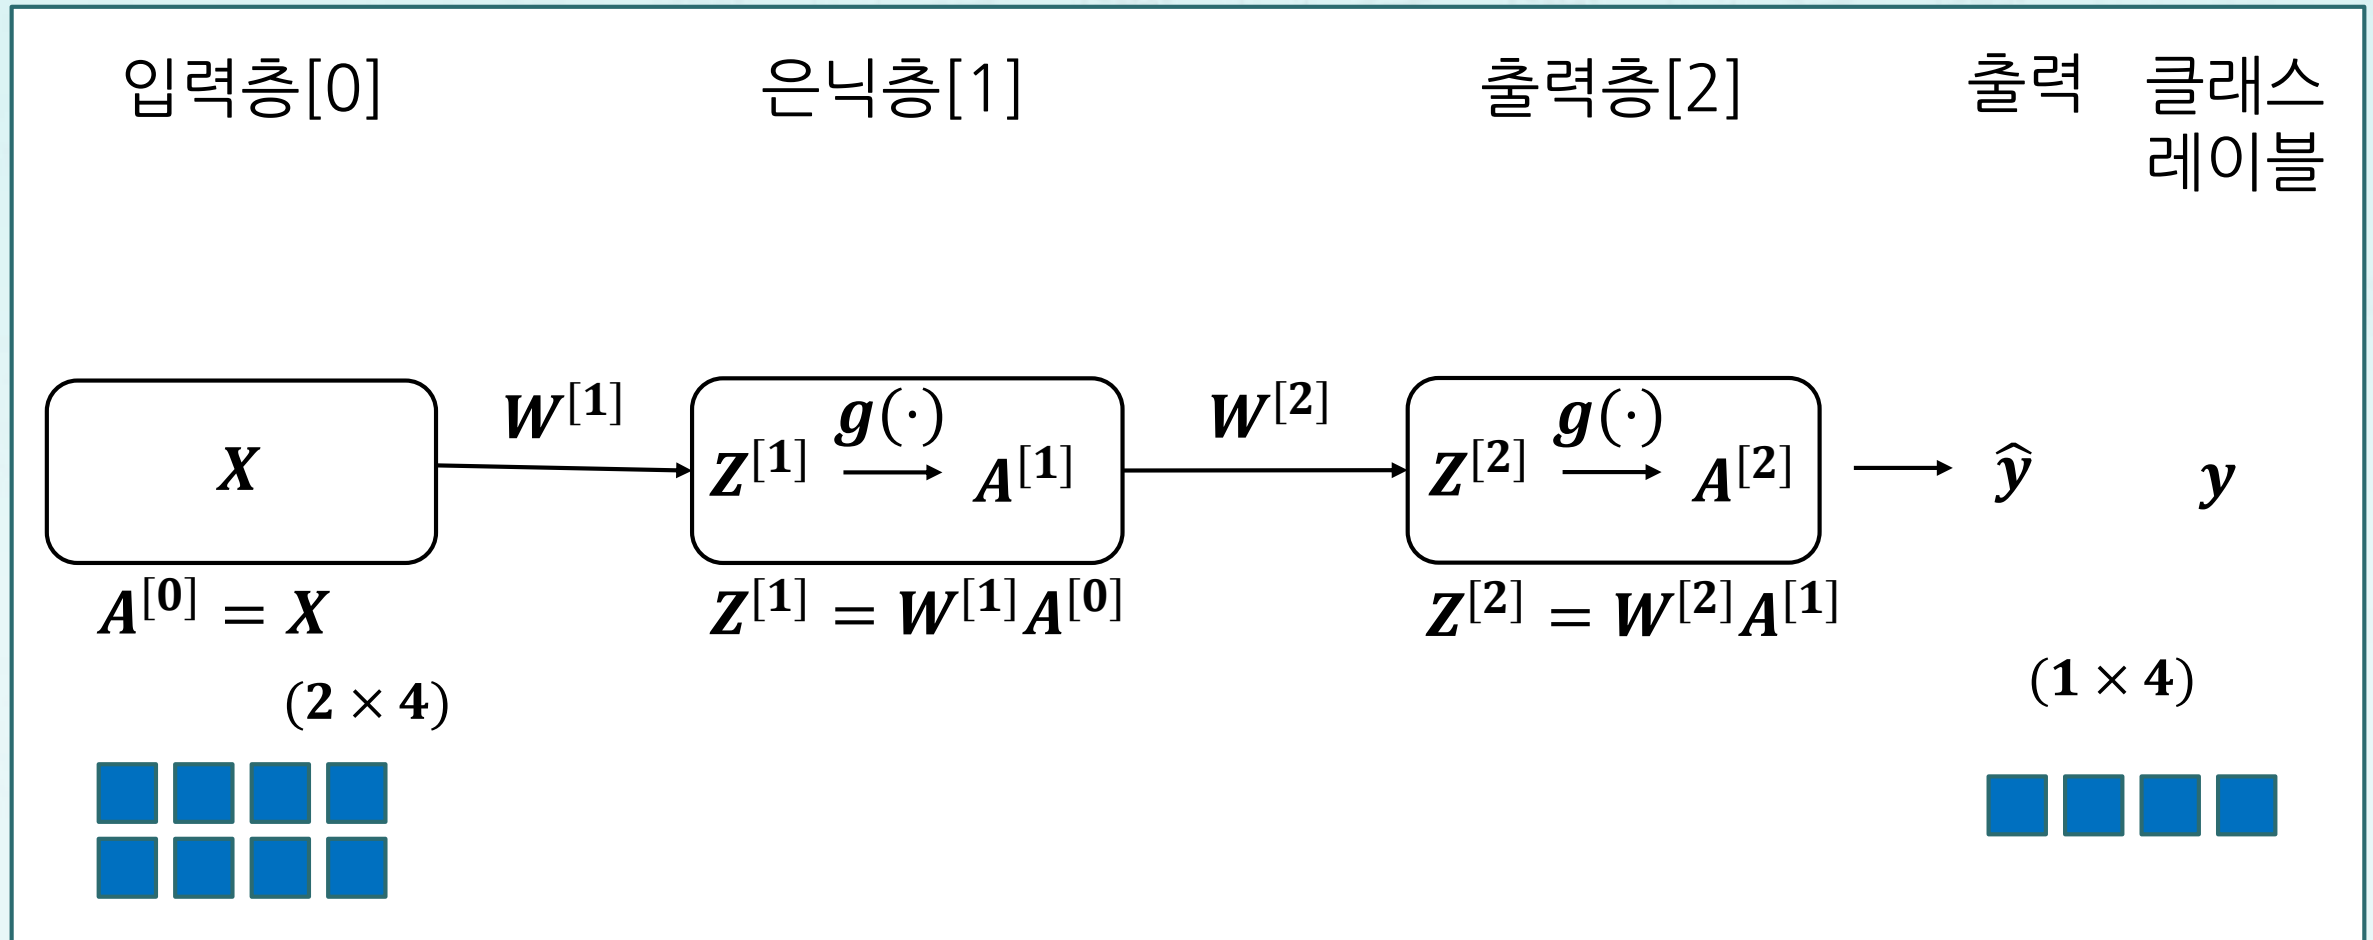 입력층[0]
은닉층[1]
출력층[2]
출력
클래스
레이블
X
W^[1]
Z^[1] g(·) → A^[1]
W^[2]
Z^[2] g(·) → A^[2]
ŷ
y
A^[0] = X
Z^[1] = W^[1]A^[0]
Z^[2] = W^[2]A^[1]
(2 × 4)
(1 × 4)